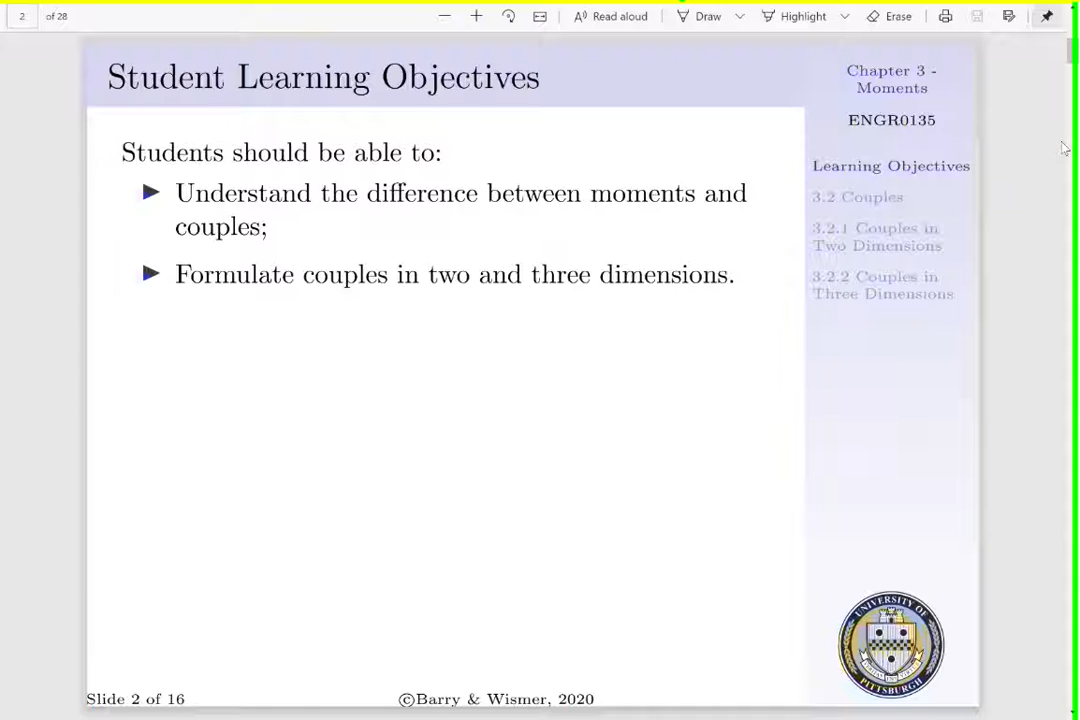 2 of 28 Read aloud Draw Highlight Erase
Student Learning Objectives
Students should be able to:
Understand the difference between moments and
couples;
Formulate couples in two and three dimensions.
Chapter 3 -
Moments
ENGR0135
Learning Objectives
3.2 Couples
3.2.1 Couples in
Two Dimensions
3.2.2 Couples in
Three Dimensions
UNIVERSITY OF
PITTSBURGH
Slide 2 of 16
©Barry & Wismer, 2020